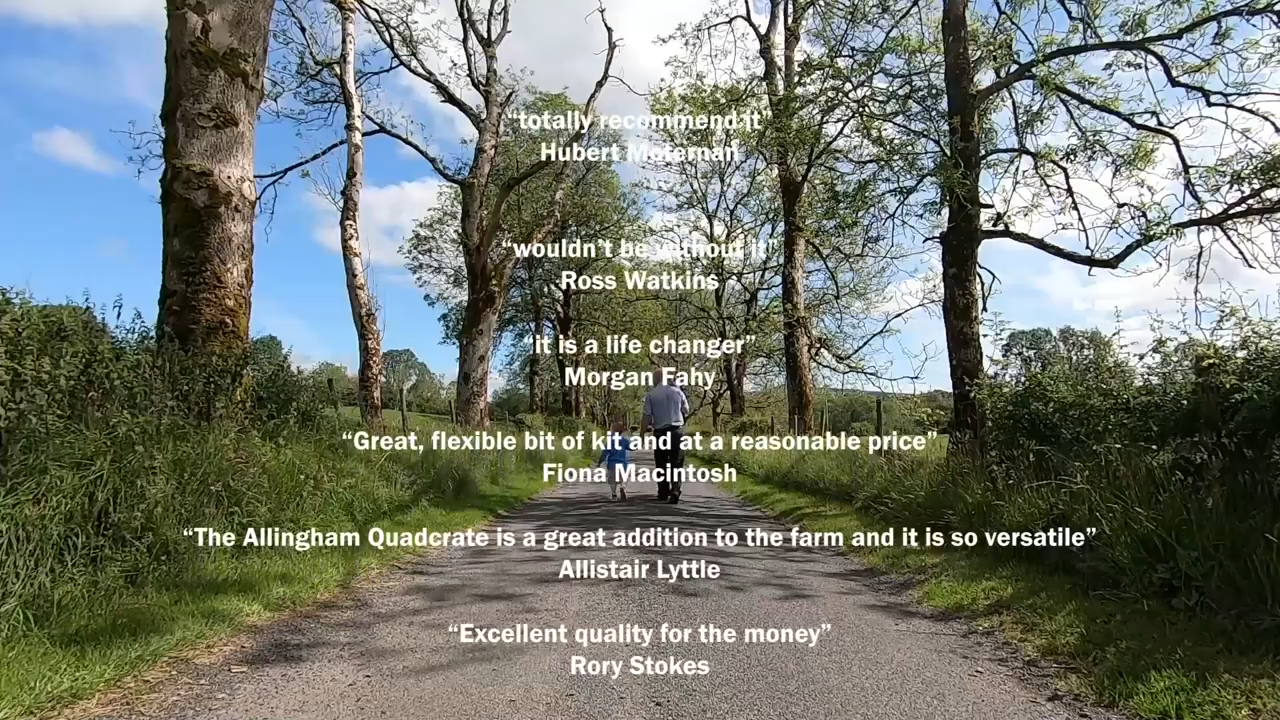 “totally recommend it”
Hubert
“wouldn’t be without it”
Ross Watkins
“it is a life changer”
Morgan Fahy
“Great, flexible bit of kit and at a reasonable price”
Fiona Macintosh
“The Allingham Quadcrate is a great addition to the farm and it is so versatile”
Allistair Lyttle
“Excellent quality for the money”
Rory Stokes